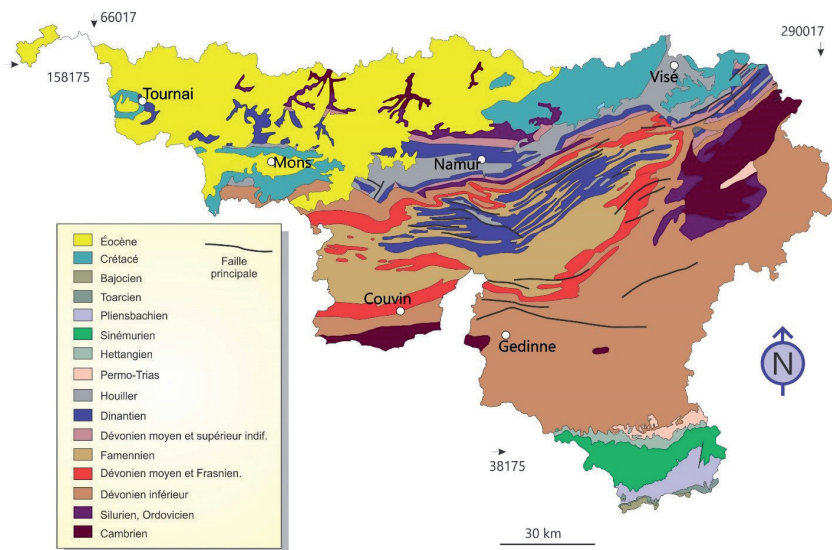 66017
290017
158175
Tournai
Visé
Mons
Namur
Couvin
Gedinne
38175
Éocène
Crétacé
Bajocien
Toarcien
Pliensbachien
Sinémurien
Hettangien
Permo-Trias
Houiller
Dinantien
Dévonien moyen et supérieur indif.
Famennien
Dévonien moyen et Frasnien.
Dévonien inférieur
Silurien, Ordovicien
Cambrien
Faille
principale
N
30 km